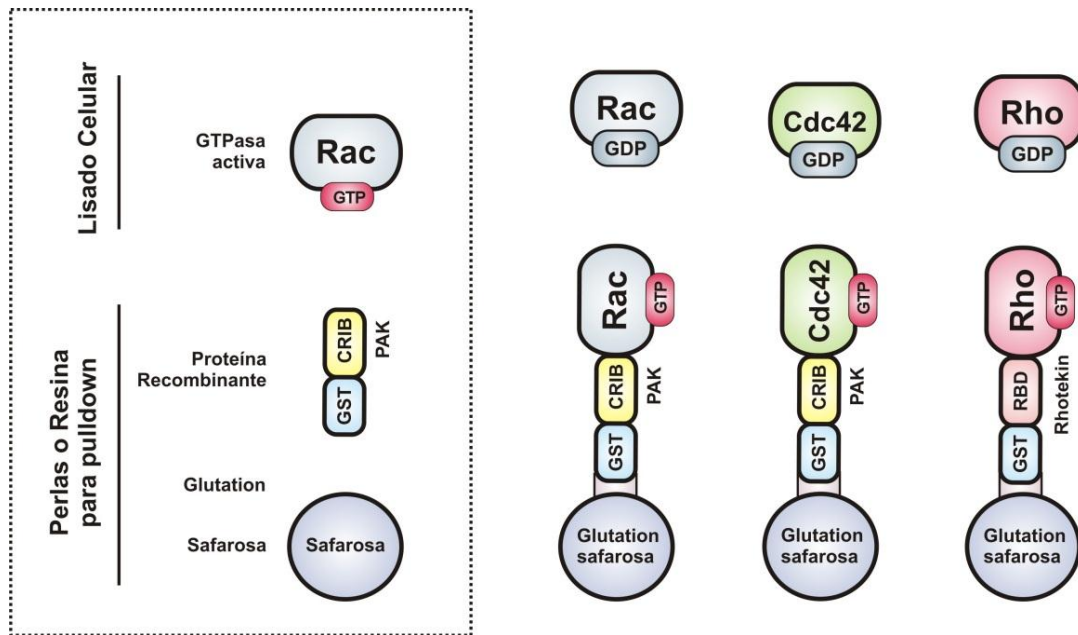 Lisado Celular
GTPasa
activa
Rac
GTP
Perlas o Resina
para pulldown
Proteína
Recombinante
CRIB
PAK
GST
Glutation
Safarosa
Safarosa
Rac
GDP
Cdc42
GDP
Rho
GDP
Rac
GTP
CRIB
PAK
GST
Glutation
safarosa
Cdc42
GTP
CRIB
PAK
GST
Glutation
safarosa
Rho
GTP
RBD
Rhotekin
GST
Glutation
safarosa